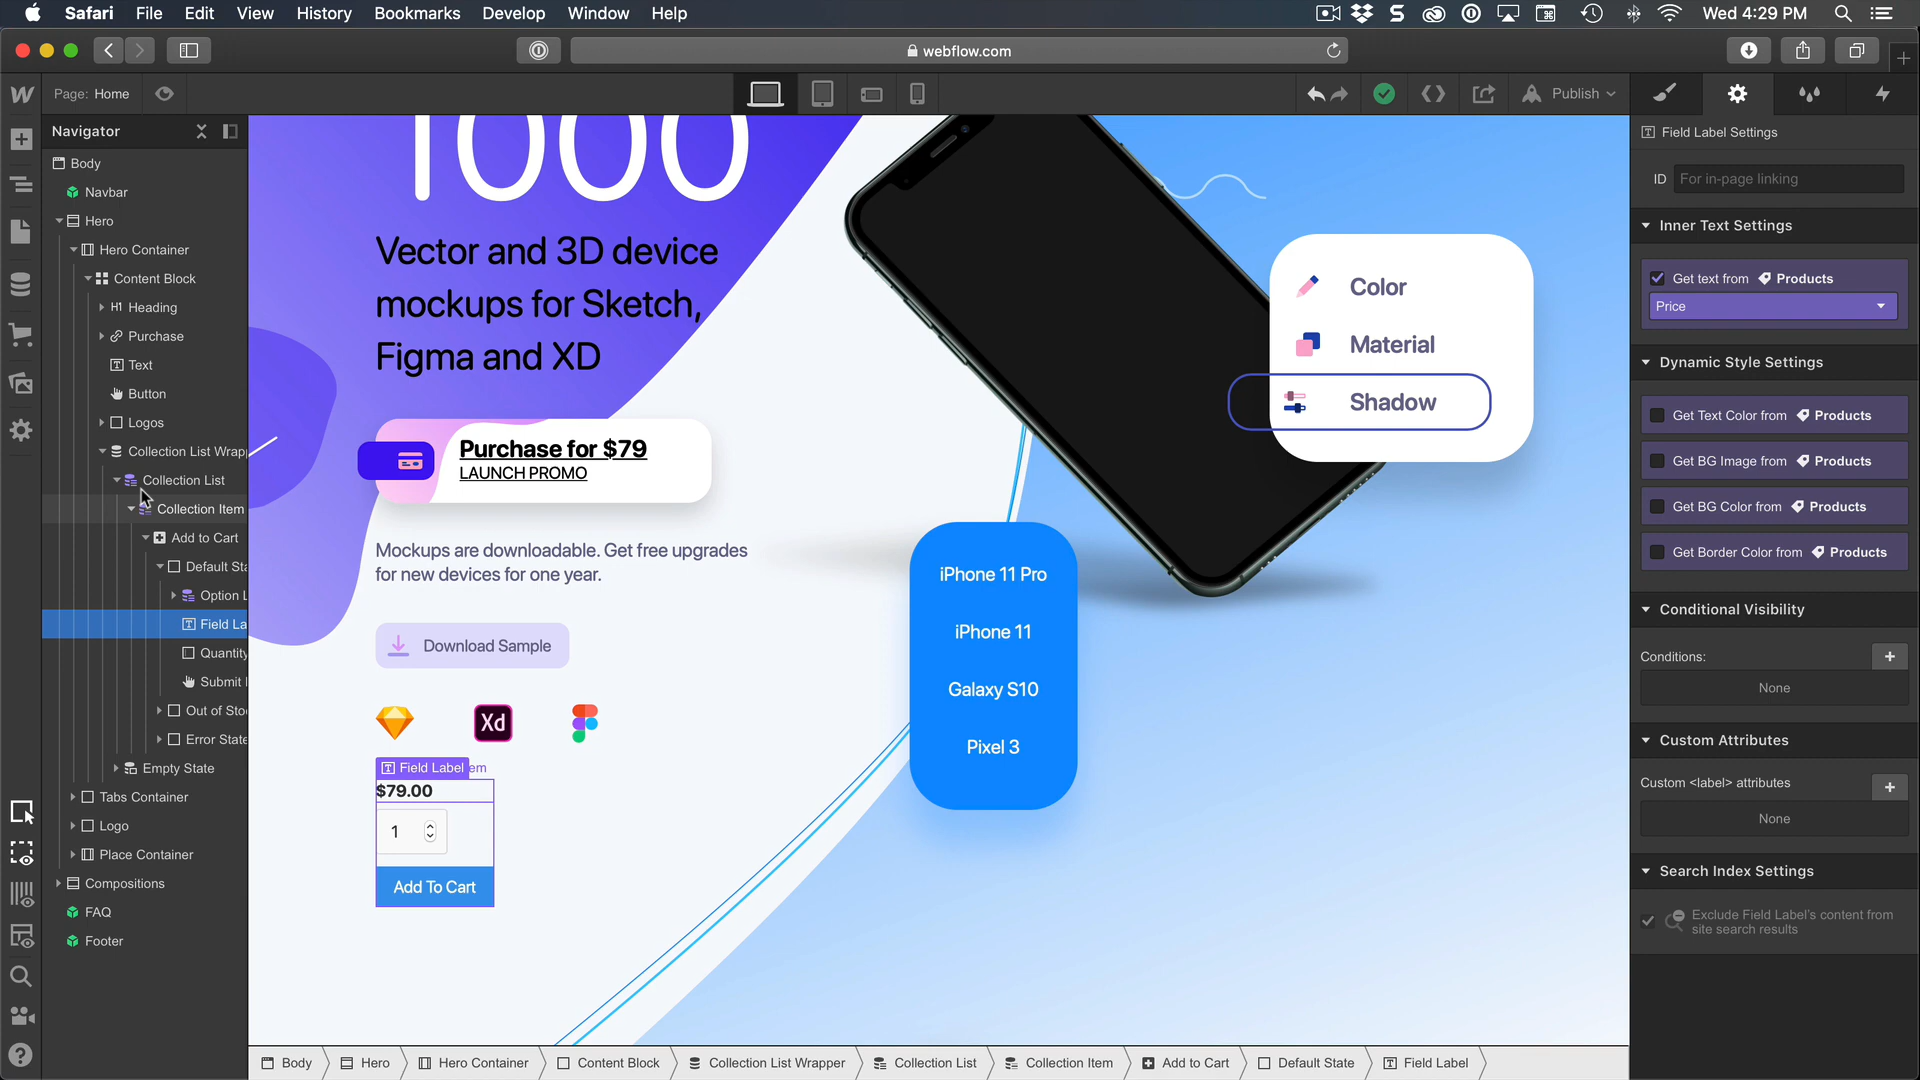 Safari File Edit View History Bookmarks Develop Window Help Wed 4:29 PM
webflow.com
Page: Home
Publish
Navigator
Body
Navbar
Hero
Hero Container
Content Block
H1 Heading
Purchase
Text
Button
Logos
Collection List Wrapp
Collection List
Collection Item
Add to Cart
Default Sta
Option L
Field La
Quantity
Submit
Out of Sto
Error State
Empty State
Tabs Container
Logo
Place Container
Compositions
FAQ
Footer
1000
Vector and 3D device
mockups for Sketch,
Figma and XD
Purchase for $79
LAUNCH PROMO
Mockups are downloadable. Get free upgrades
for new devices for one year.
Download Sample
Xd
Field Label em
$79.00
1
Add To Cart
Color
Material
Shadow
iPhone 11 Pro
iPhone 11
Galaxy S10
Pixel 3
Field Label Settings
ID For in-page linking
Inner Text Settings
Get text from Products
Price
Dynamic Style Settings
Get Text Color from Products
Get BG Image from Products
Get BG Color from Products
Get Border Color from Products
Conditional Visibility
Conditions:
None
Custom Attributes
Custom <label> attributes
None
Search Index Settings
Exclude Field Label's content from
site search results
Body Hero Hero Container Content Block Collection List Wrapper Collection List Collection Item Add to Cart Default State Field Label